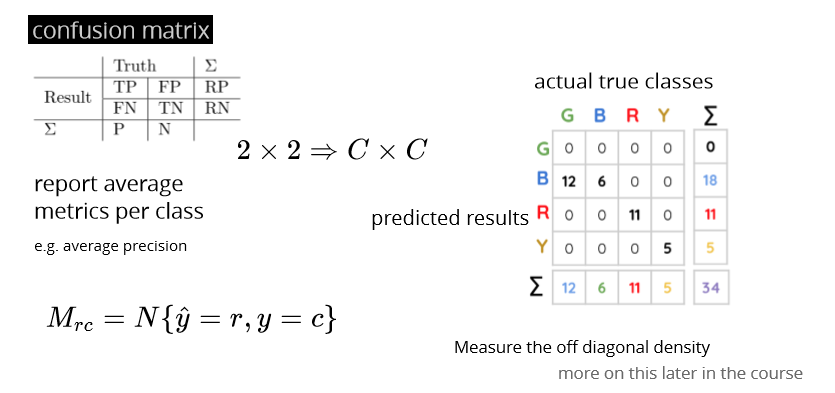 confusion matrix
Truth Σ
Result TP FP RP
FN TN RN
Σ P N
2 × 2 ⇒ C × C
report average
metrics per class
e.g. average precision
M_{rc} = N{ŷ = r, y = c}
actual true classes
G B R Y Σ
G 0 0 0 0 0
B 12 6 0 0 18
predicted results R 0 0 11 0 11
Y 0 0 0 5 5
Σ 12 6 11 5 34
Measure the off diagonal density
more on this later in the course